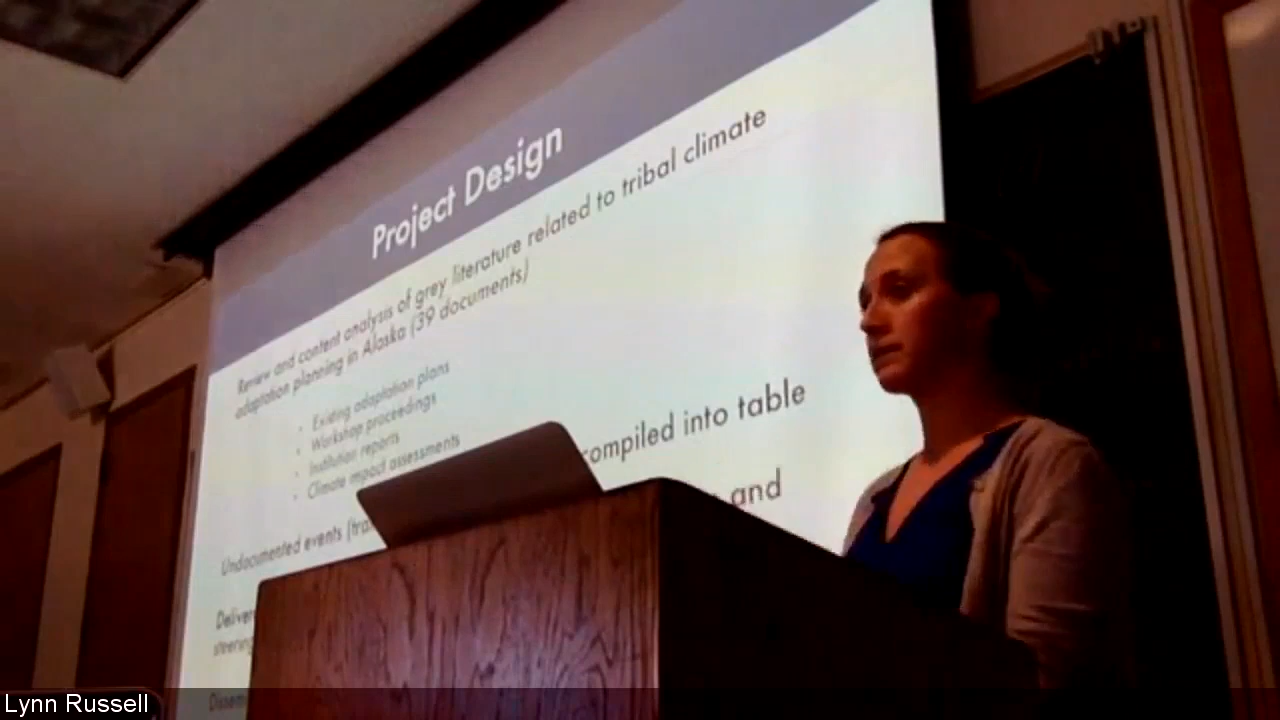 Project Design
Review and content analysis of grey literature related to tribal climate
adaptation planning in Alaska (39 documents)
• Existing adaptation plans
• Workshop proceedings
• Institution reports
• Climate impact assessments
Undocumented events (
compiled into table
and
Lynn Russell